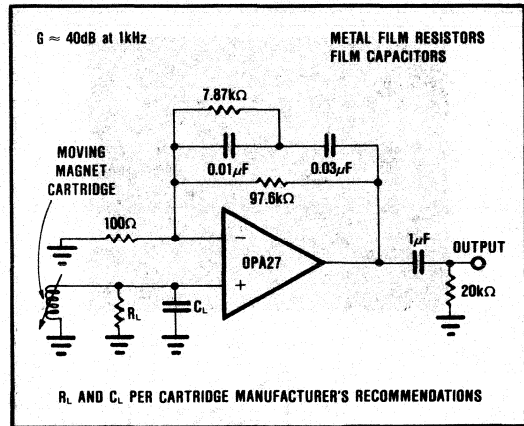 G ≈ 40dB at 1kHz
METAL FILM RESISTORS
FILM CAPACITORS
7.87kΩ
0.01μF
0.03μF
MOVING
MAGNET
CARTRIDGE
97.6kΩ
100Ω
−
OPA27
+
1μF
OUTPUT
20kΩ
RL
CL
RL AND CL PER CARTRIDGE MANUFACTURER'S RECOMMENDATIONS